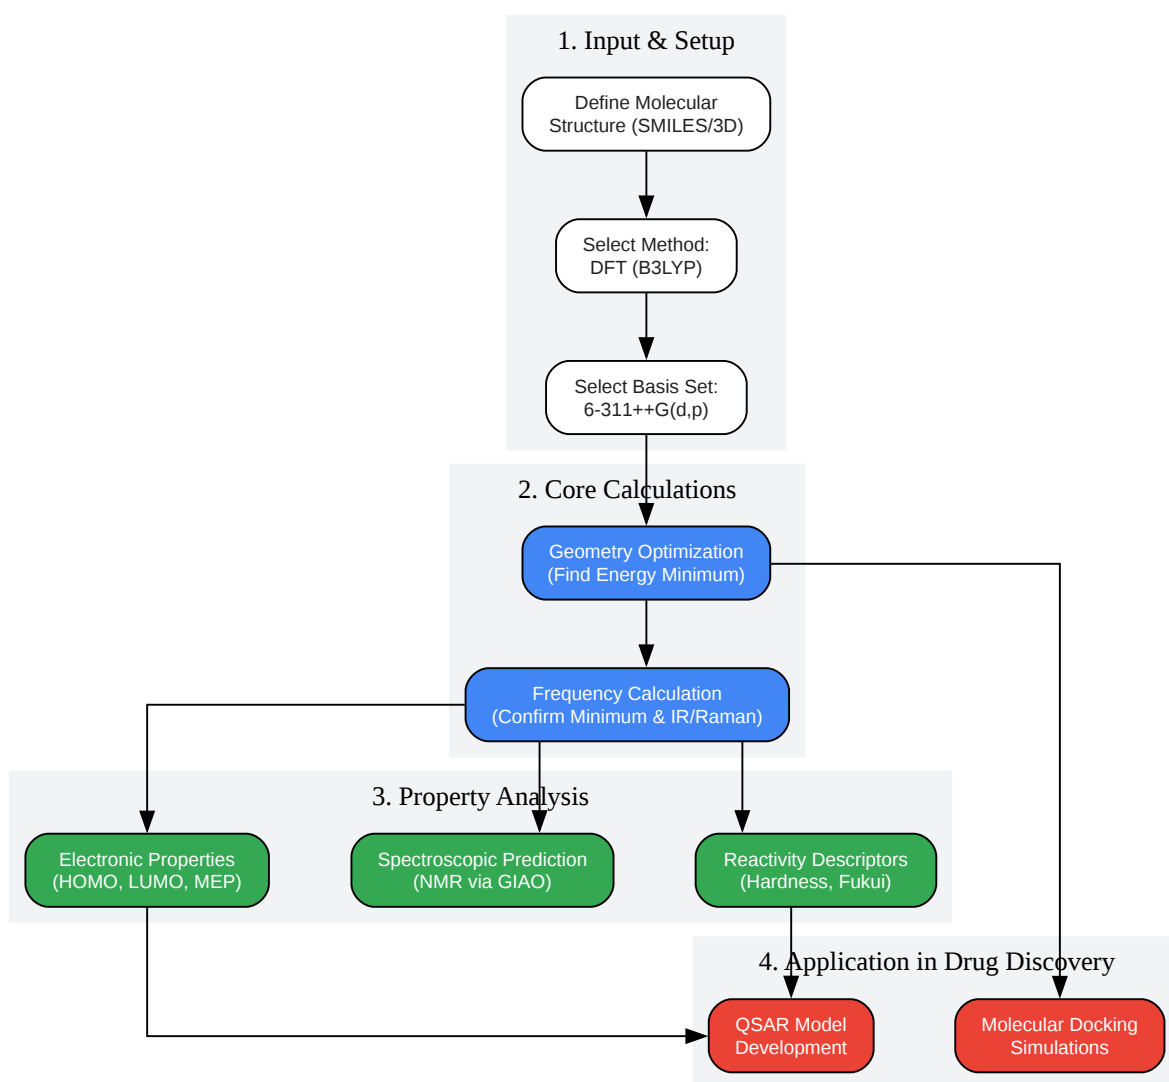 1. Input & Setup
Define Molecular
Structure (SMILES/3D)
Select Method:
DFT (B3LYP)
Select Basis Set:
6-311++G(d,p)
2. Core Calculations
Geometry Optimization
(Find Energy Minimum)
Frequency Calculation
(Confirm Minimum & IR/Raman)
3. Property Analysis
Electronic Properties
(HOMO, LUMO, MEP)
Spectroscopic Prediction
(NMR via GIAO)
Reactivity Descriptors
(Hardness, Fukui)
4. Application in Drug Discovery
QSAR Model
Development
Molecular Docking
Simulations